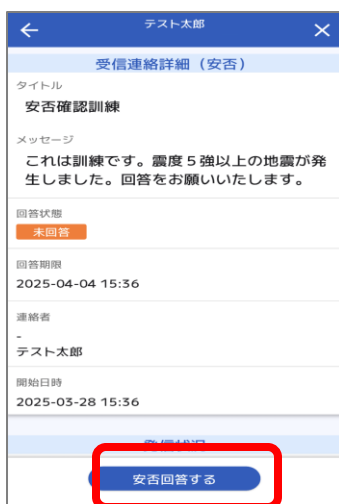 テスト太郎
受信連絡詳細（安否）
タイトル
安否確認訓練
メッセージ
これは訓練です。震度５強以上の地震が発
生しました。回答をお願いいたします。
回答状態
未回答
回答期限
2025-04-04 15:36
連絡者
-
テスト太郎
開始日時
2025-03-28 15:36
安否回答する